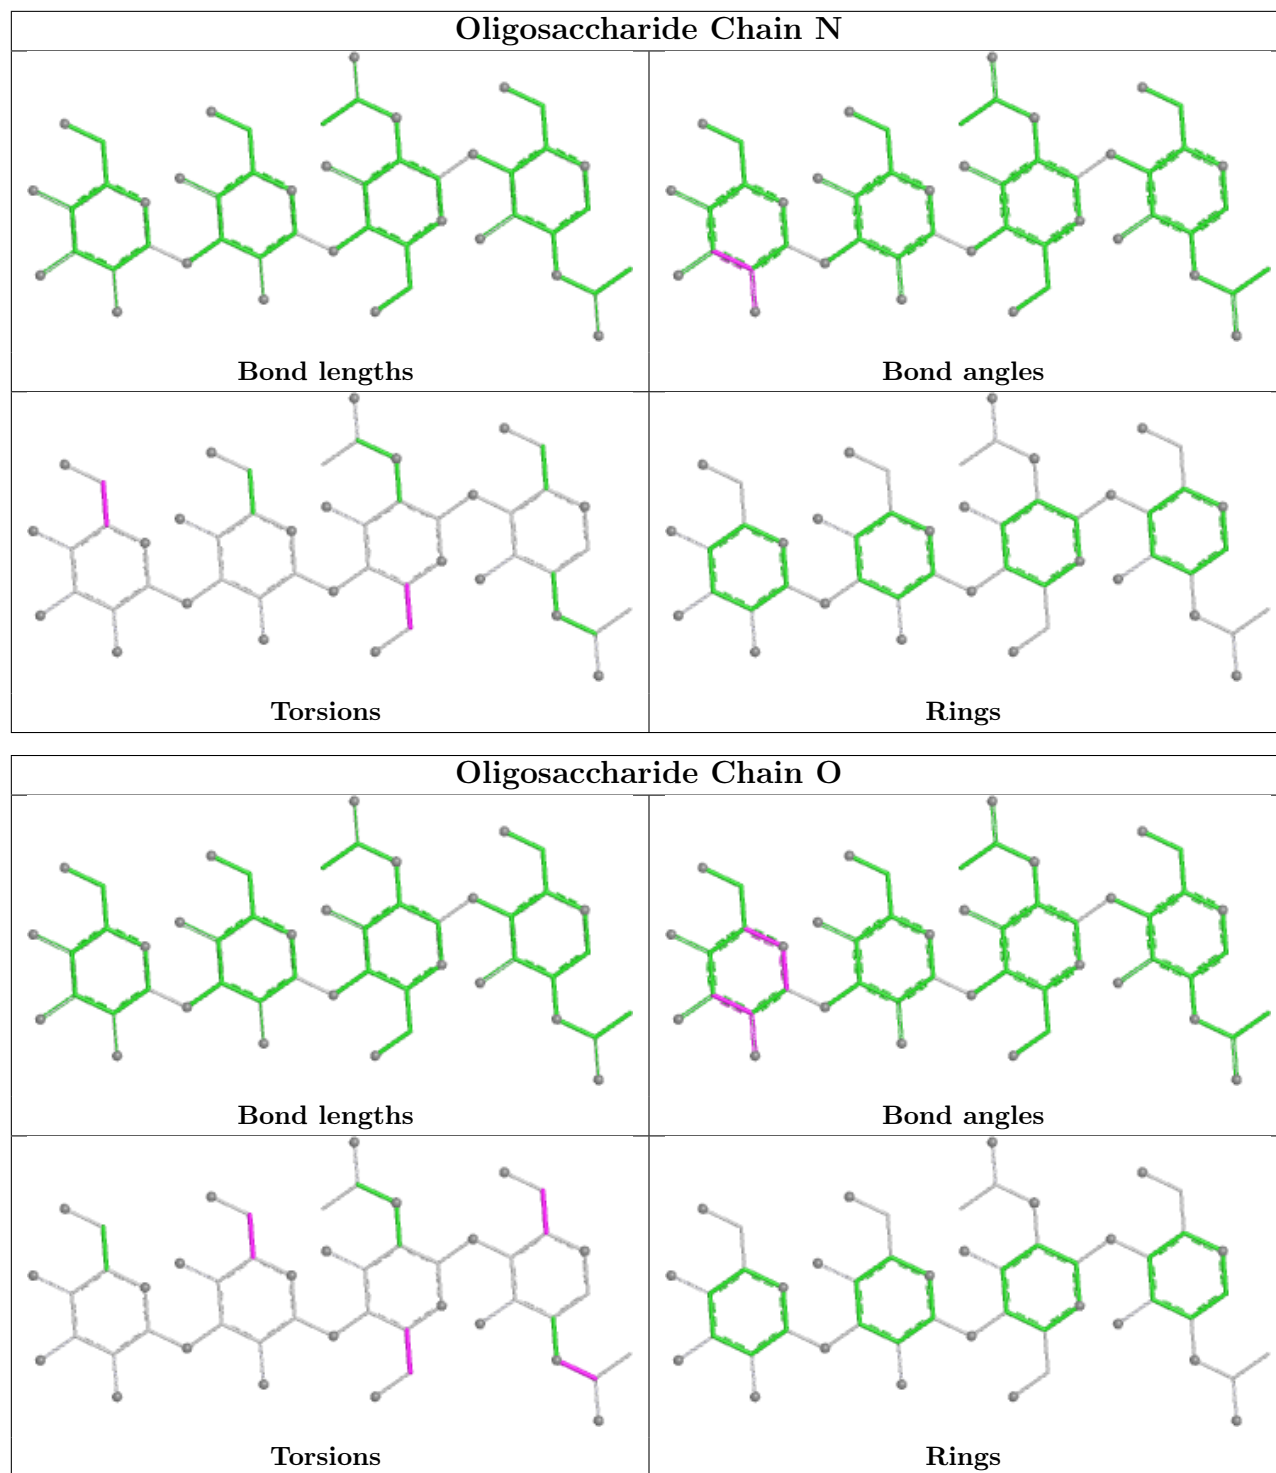 Oligosaccharide Chain N
Bond lengths
Bond angles
Torsions
Rings
Oligosaccharide Chain O
Bond lengths
Bond angles
Torsions
Rings